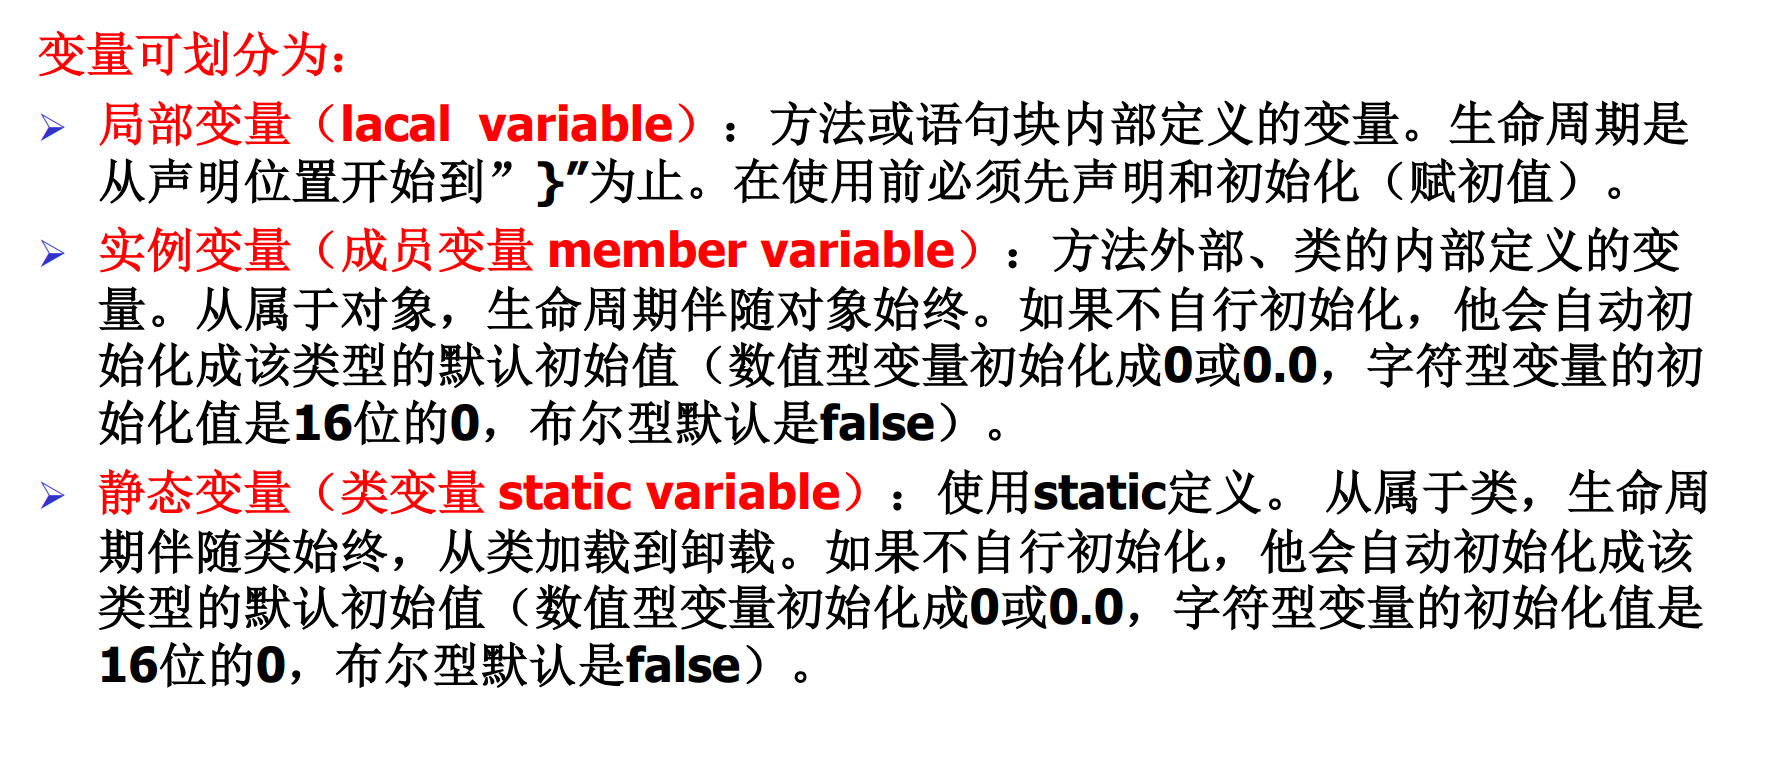 变量可划分为：
➢ 局部变量（lacal variable）：方法或语句块内部定义的变量。生命周期是
从声明位置开始到”}”为止。在使用前必须先声明和初始化（赋初值）。
➢ 实例变量（成员变量 member variable）：方法外部、类的内部定义的变
量。从属于对象，生命周期伴随对象始终。如果不自行初始化，他会自动初
始化成该类型的默认初始值（数值型变量初始化成0或0.0，字符型变量的初
始化值是16位的0，布尔型默认是false）。
➢ 静态变量（类变量 static variable）：使用static定义。 从属于类，生命周
期伴随类始终，从类加载到卸载。如果不自行初始化，他会自动初始化成该
类型的默认初始值（数值型变量初始化成0或0.0，字符型变量的初始化值是
16位的0，布尔型默认是false）。